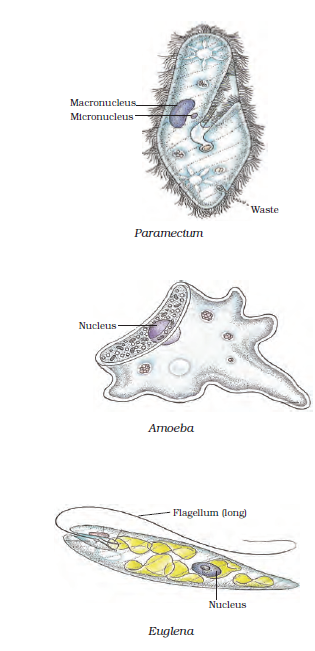 Macronucleus
Micronucleus
Waste
Paramecium
Nucleus
Amoeba
Flagellum (long)
Nucleus
Euglena